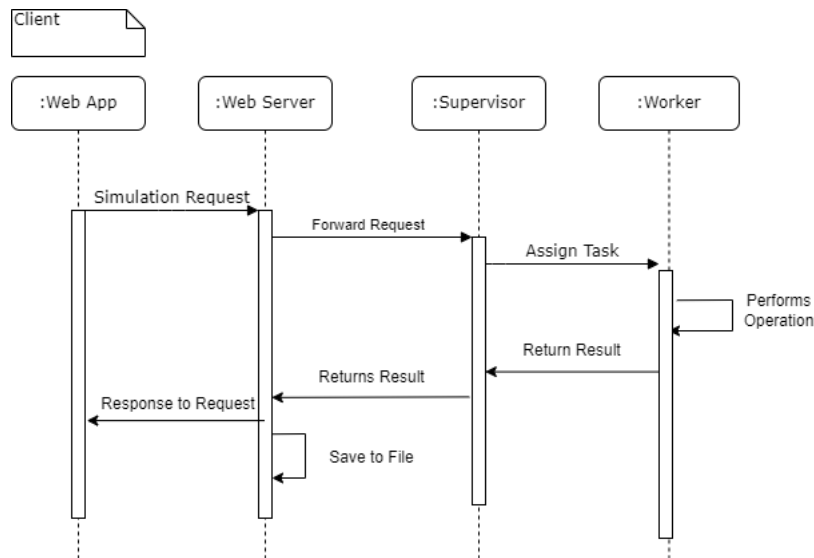 Client
:Web App
:Web Server
:Supervisor
:Worker
Simulation Request
Forward Request
Assign Task
Performs
Operation
Return Result
Returns Result
Response to Request
Save to File